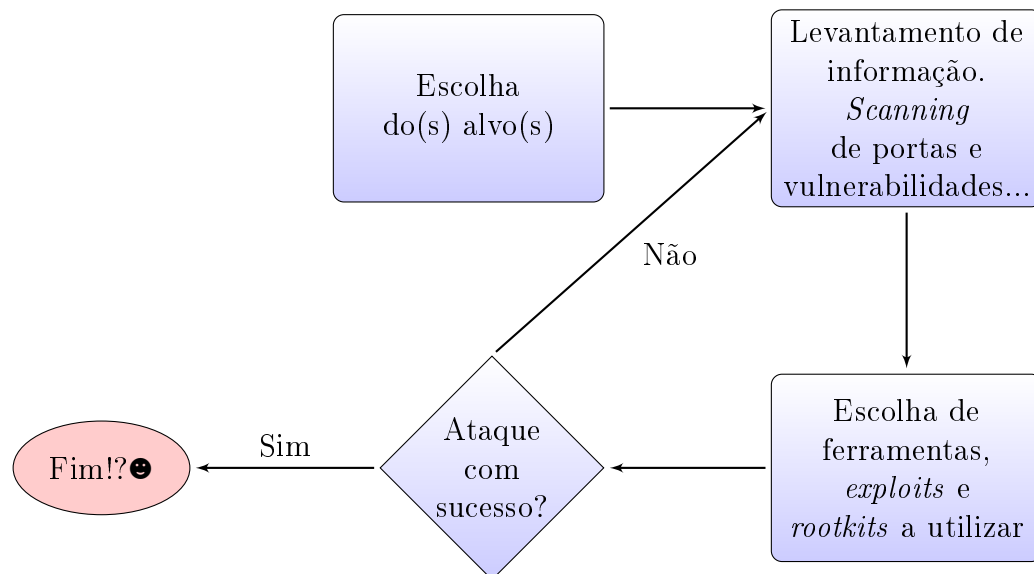 Escolha
do(s) alvo(s)
Levantamento de
informação.
Scanning
de portas e
vulnerabilidades...
Não
Escolha de
ferramentas,
exploits e
rootkits a utilizar
Ataque
com
sucesso?
Sim
Fim!?☻